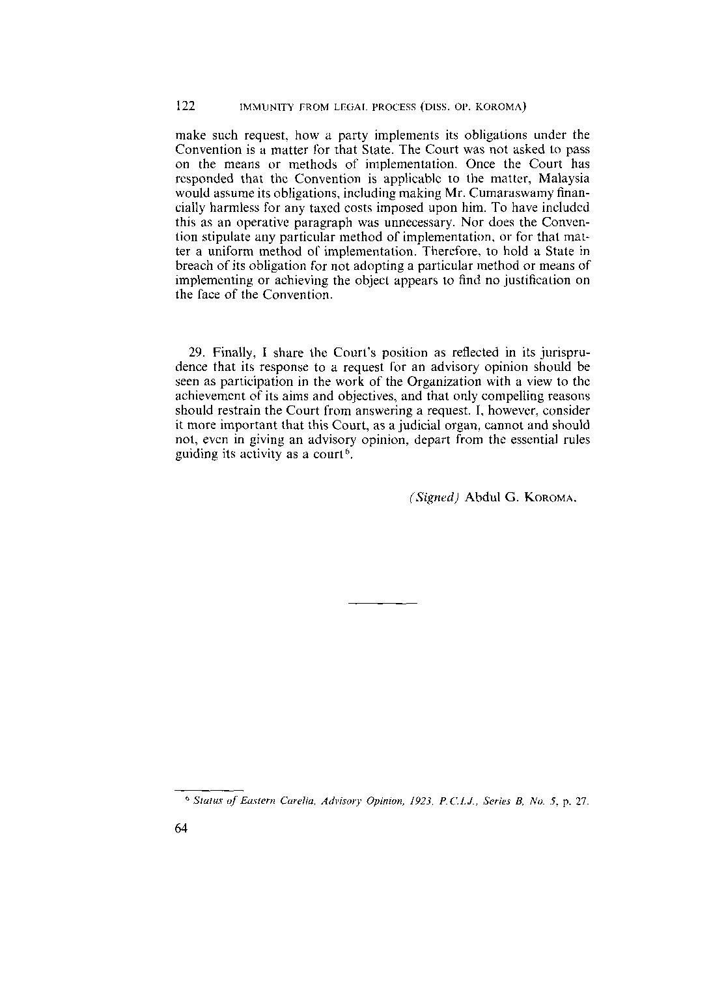 122 IMMUNITY FROM LEGAL PROCESS (DISS. OP. KOROMA)
make such request, how a party implements its obligations under the
Convention is a matter for that State. The Court was not asked to pass
on the means or methods of implementation. Once the Court has
responded that the Convention is applicable to the matter, Malaysia
would assume its obligations, including making Mr. Cumaraswamy finan-
cially harmless for any taxed costs imposed upon him. To have included
this as an operative paragraph was unnecessary. Nor does the Conven-
tion stipulate any particular method of implementation, or for that mat-
ter a uniform method of implementation. Therefore, to hold a State in
breach of its obligation for not adopting a particular method or means of
implementing or achieving the object appears to find no justification on
the face of the Convention.
29. Finally, I share the Court's position as reflected in its jurispru-
dence that its response to a request for an advisory opinion should be
seen as participation in the work of the Organization with a view to the
achievement of its aims and objectives, and that only compelling reasons
should restrain the Court from answering a request. I, however, consider
it more important that this Court, as a judicial organ, cannot and should
not, even in giving an advisory opinion, depart from the essential rules
guiding its activity as a court⁶.
(Signed) Abdul G. KOROMA.
⁶ Status of Eastern Carelia, Advisory Opinion, 1923, P.C.I.J., Series B, No. 5, p. 27.
64